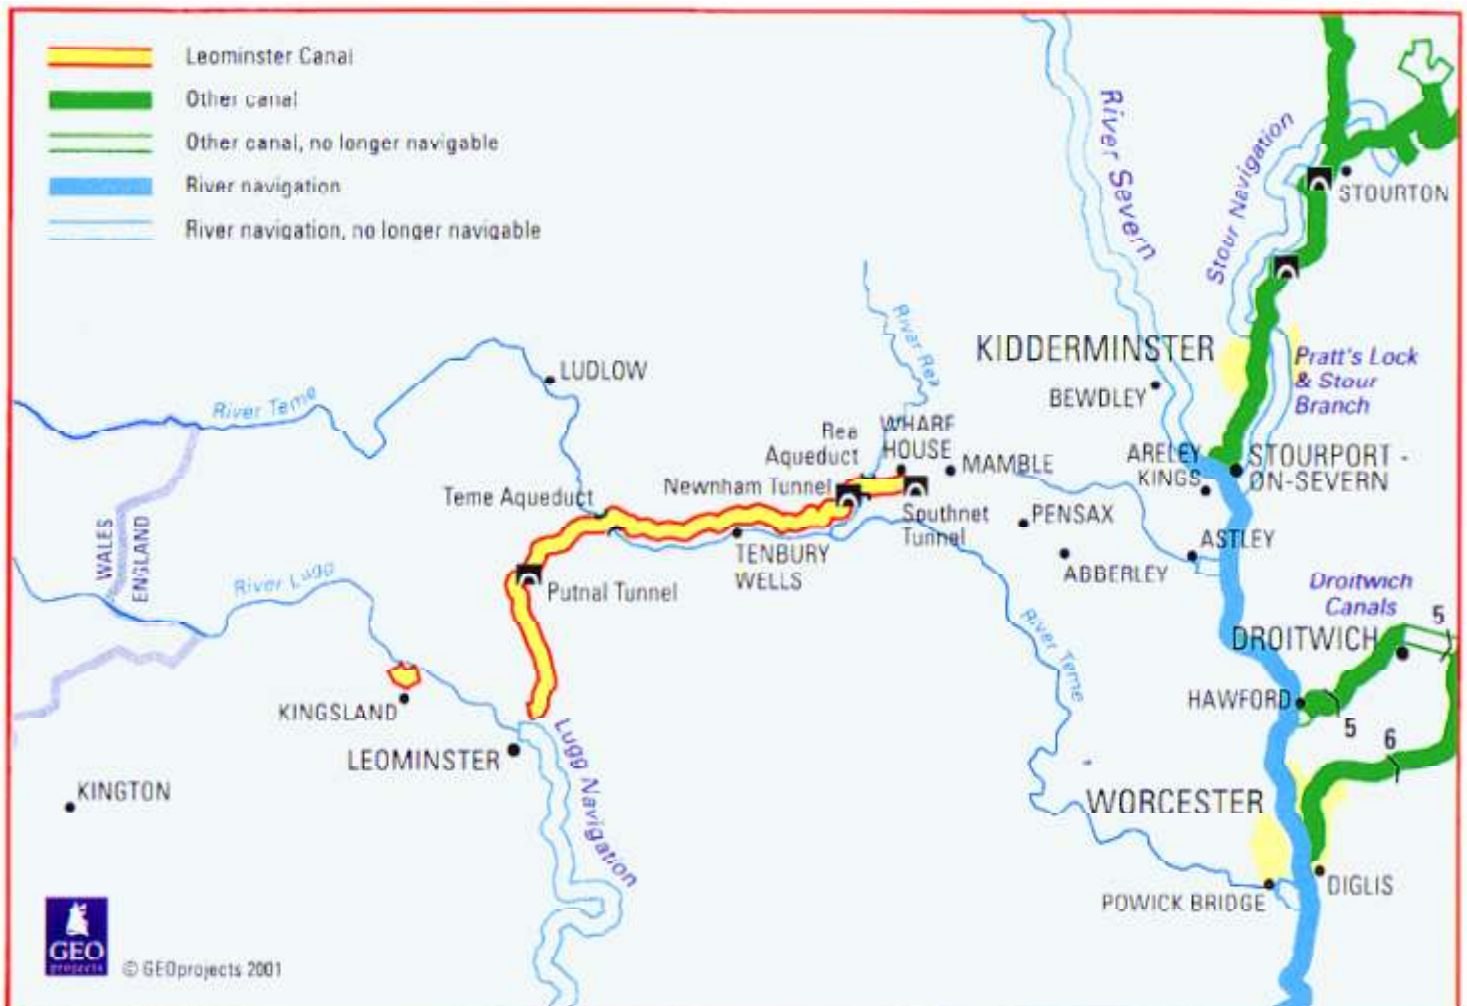 Leominster Canal
Other canal
Other canal, no longer navigable
River navigation
River navigation, no longer navigable
River Severn
Stour Navigation
STOURTON
KIDDERMINSTER
BEWDLEY
Pratt's Lock
& Stour
Branch
River Rea
LUDLOW
River Teme
Rea
Aqueduct
WHARF
HOUSE
MAMBLE
ARELEY
KINGS
STOURPORT -
ON-SEVERN
Teme Aqueduct
Newnham Tunnel
Southnet
Tunnel
PENSAX
ASTLEY
ABBERLEY
TENBURY
WELLS
WALES
ENGLAND
River Lugg
Putnal Tunnel
River Teme
Droitwich
Canals
5
DROITWICH
HAWFORD
5
6
KINGSLAND
LEOMINSTER
Lugg Navigation
KINGTON
WORCESTER
DIGLIS
POWICK BRIDGE
GEO
projects
© GEOprojects 2001